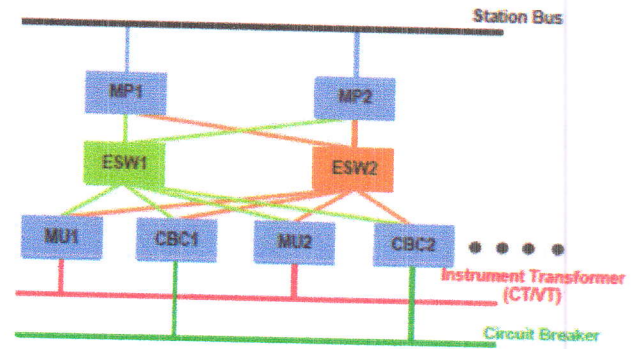 Station Bus
MP1
MP2
ESW1
ESW2
MU1
CBC1
MU2
CBC2
Instrument Transformer
(CT/VT)
Circuit Breaker